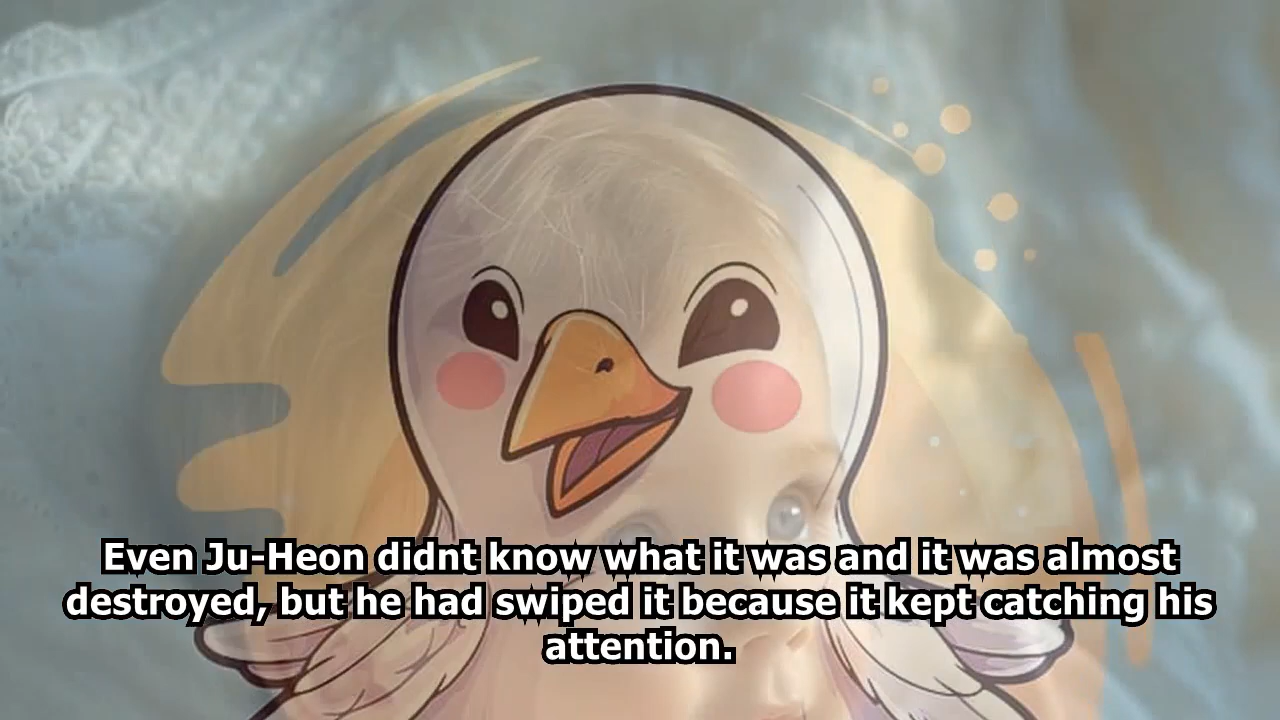 Even Ju-Heon didnt know what it was and it was almost
destroyed, but he had swiped it because it kept catching his
attention.